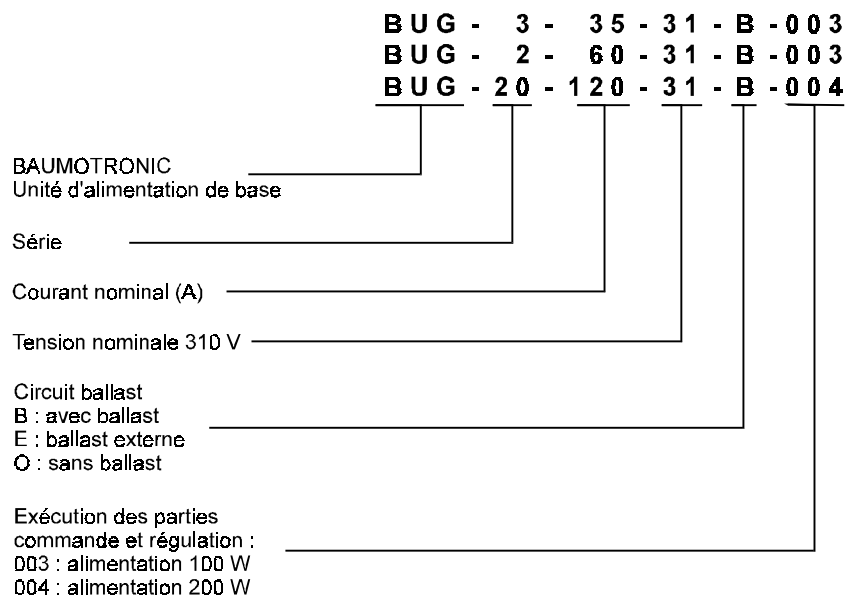 BUG - 3 - 35 - 31 - B - 003
BUG - 2 - 60 - 31 - B - 003
BUG - 20 - 120 - 31 - B - 004
BAUMOTRONIC
Unité d'alimentation de base
Série
Courant nominal (A)
Tension nominale 310 V
Circuit ballast
B : avec ballast
E : ballast externe
O : sans ballast
Exécution des parties
commande et régulation :
003 : alimentation 100 W
004 : alimentation 200 W